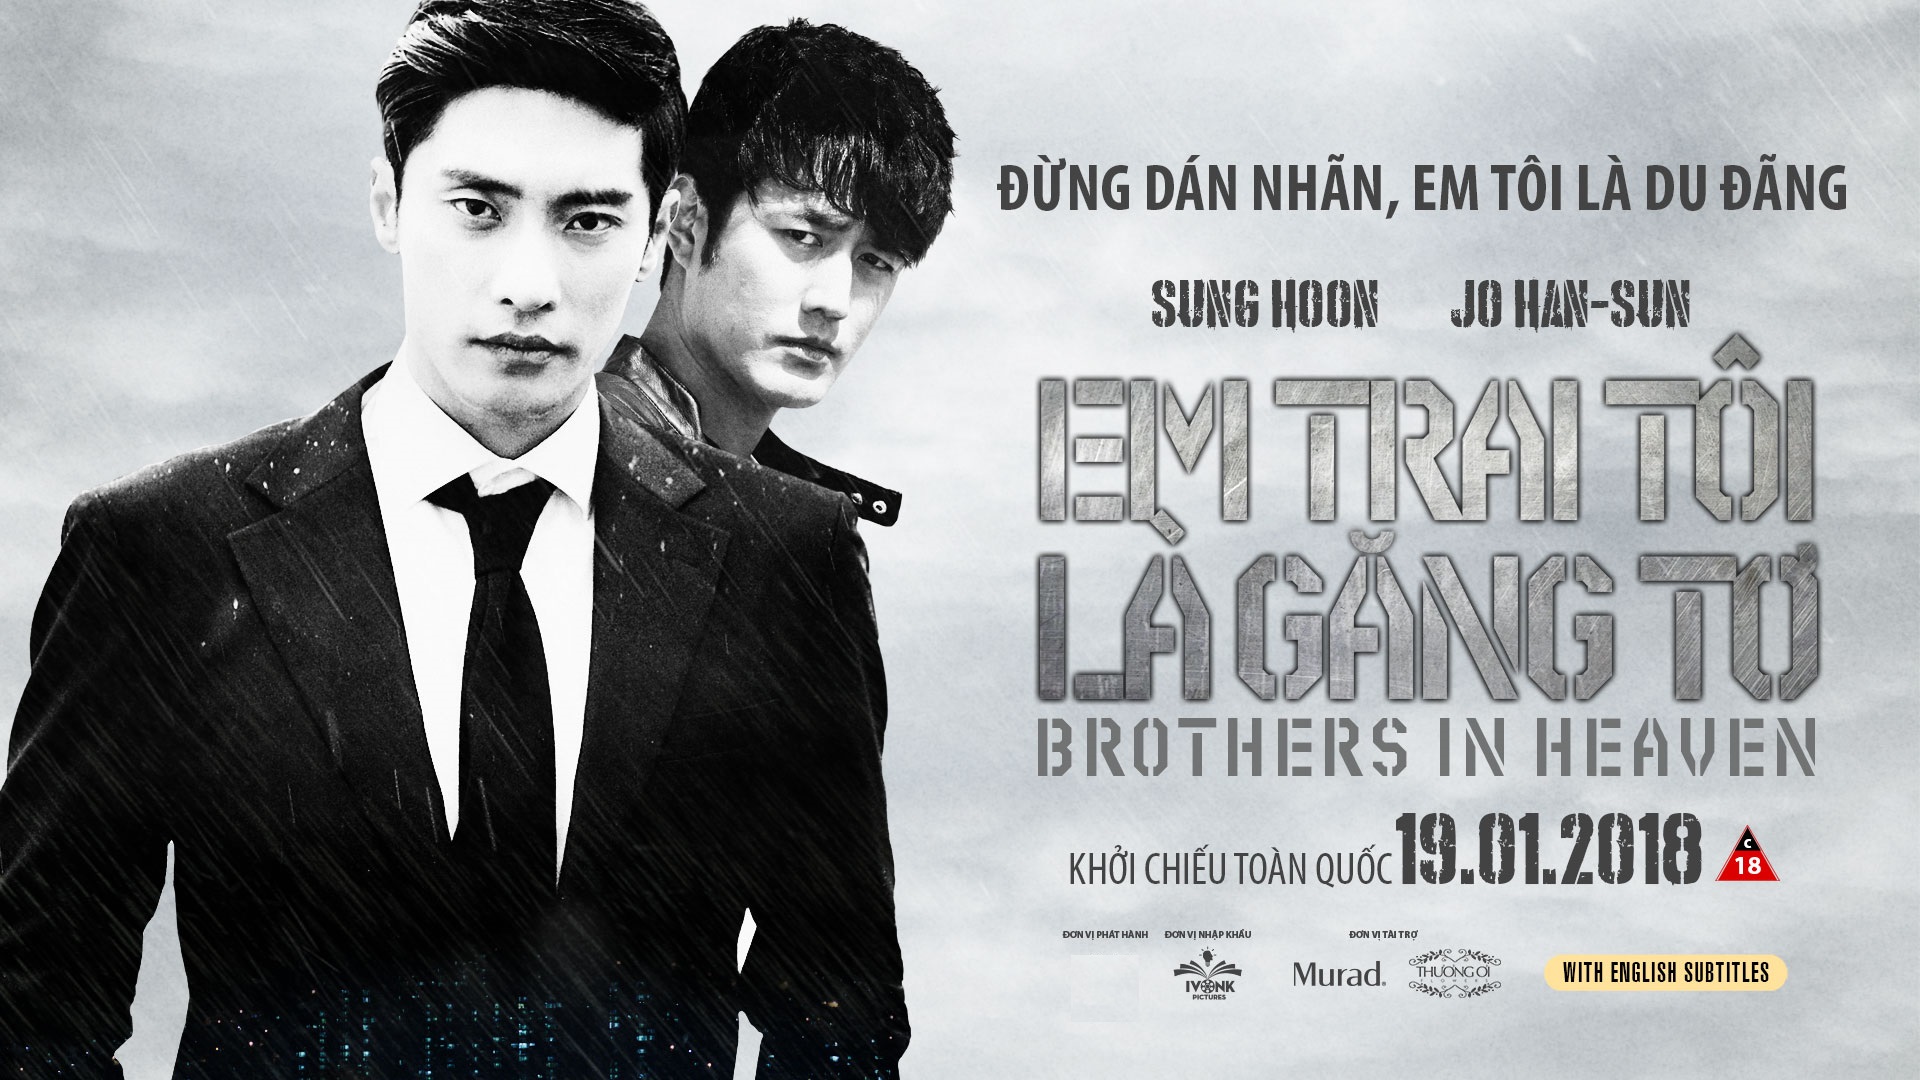 ĐỪNG DÁN NHÃN, EM TÔI LÀ DU ĐÃNG
SUNG HOON JO HAN-SUN
EM TRAI TÔI
LÀ GĂNG TƠ
BROTHERS IN HEAVEN
KHỞI CHIẾU TOÀN QUỐC 19.01.2018 C 18
ĐƠN VỊ PHÁT HÀNH ĐƠN VỊ NHẬP KHẨU ĐƠN VỊ TÀI TRỢ
IVONK
PICTURES
Murad.
THƯƠNG ƠI
FLOWER
WITH ENGLISH SUBTITLES